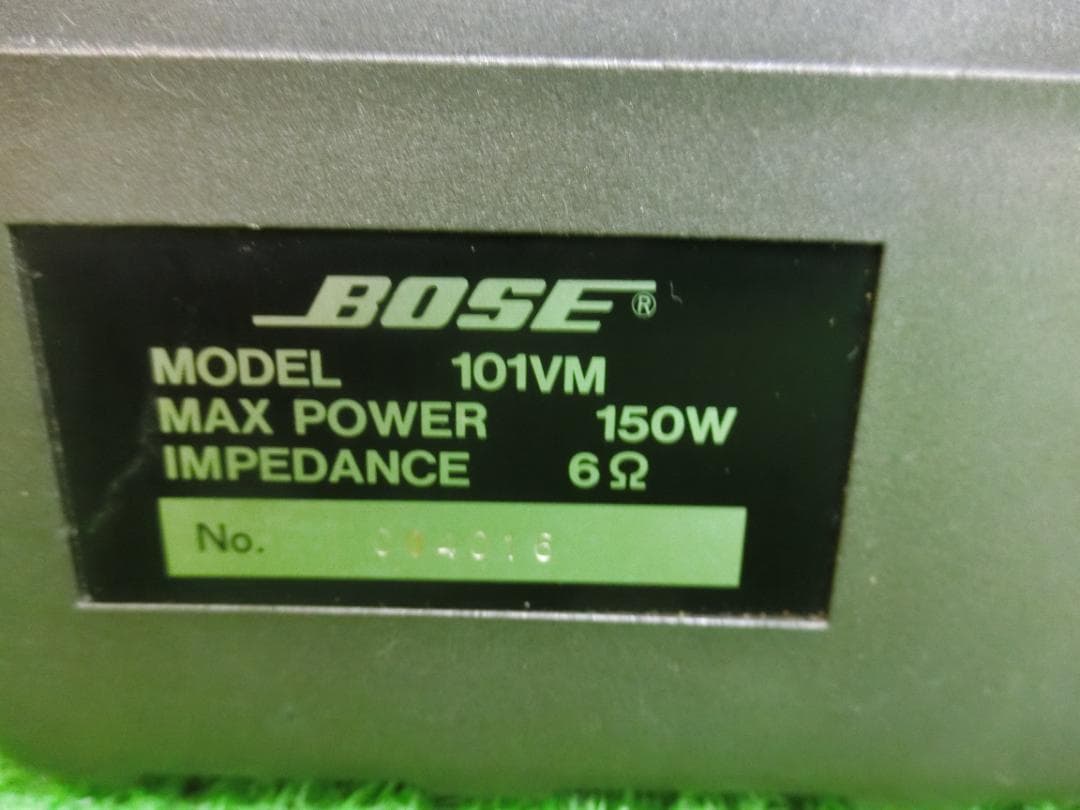 BOSE®
MODEL 101VM
MAX POWER 150W
IMPEDANCE 6Ω
No.